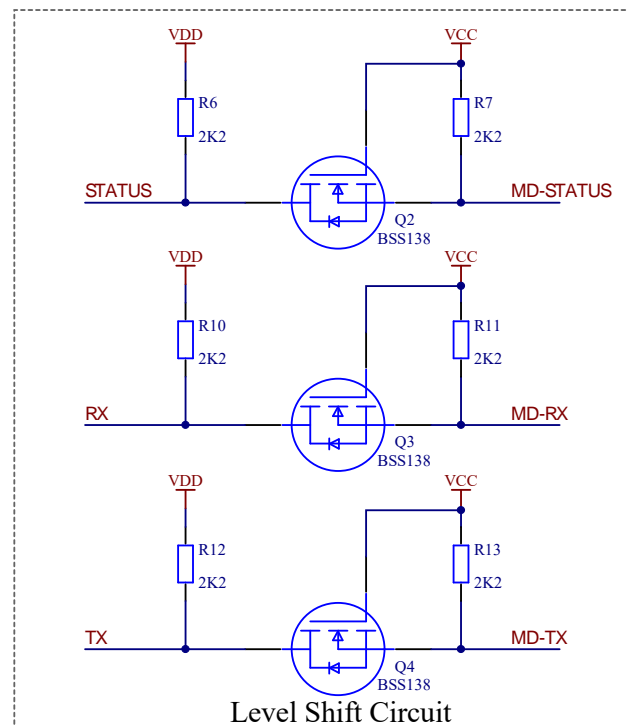 VDD
VCC
R6
R7
2K2
2K2
STATUS
MD-STATUS
Q2
BSS138
VDD
VCC
R10
R11
2K2
2K2
RX
MD-RX
Q3
BSS138
VDD
VCC
R12
R13
2K2
2K2
TX
MD-TX
Q4
BSS138
Level Shift Circuit